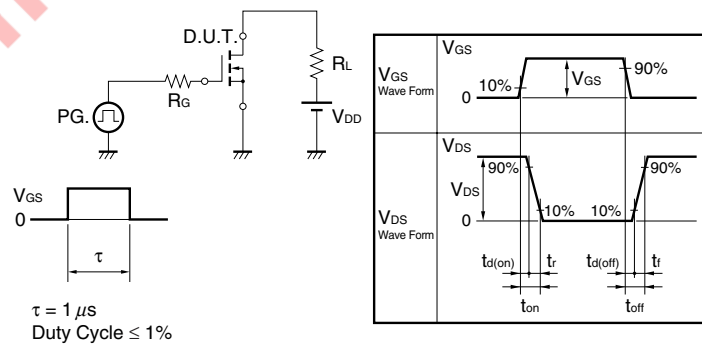 D.U.T.
RL
RG
PG.
VDD
VGS
0
τ
τ = 1 μs
Duty Cycle ≤ 1%
VGS
Wave Form
VGS
10%
0
VGS
90%
VDS
Wave Form
VDS
90%
VDS
0
10%
10%
90%
td(on)
tr
td(off)
tf
ton
toff